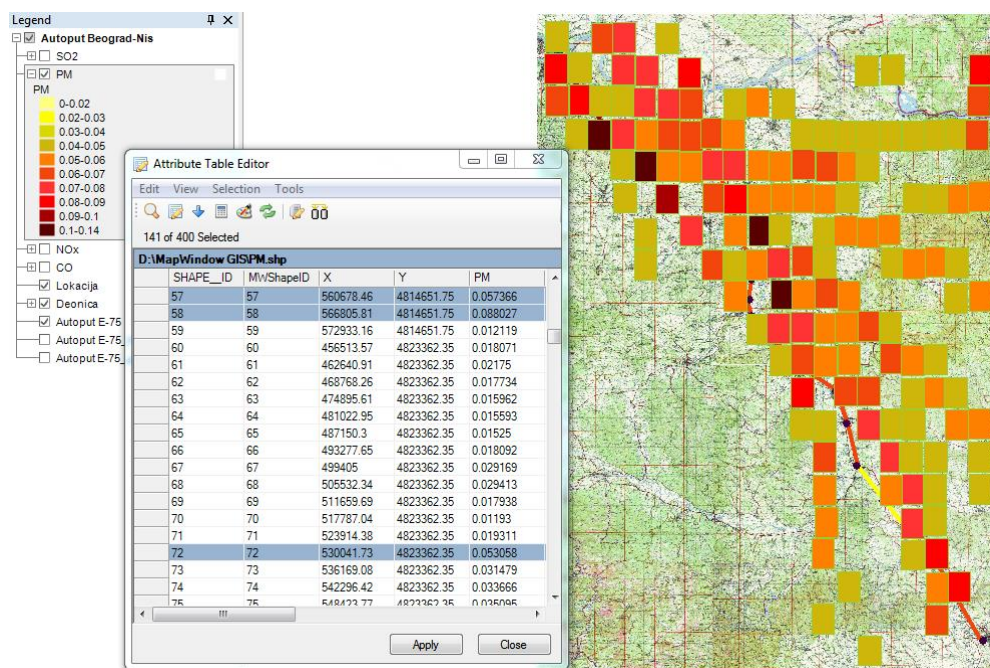 Legend
Autoput Beograd-Nis
SO2
PM
PM
0-0.02
0.02-0.03
0.03-0.04
0.04-0.05
0.05-0.06
0.06-0.07
0.07-0.08
0.08-0.09
0.09-0.1
0.1-0.14
NOx
CO
Lokacija
Deonica
Autoput E-75
Autoput E-75_
Autoput E-75_
Attribute Table Editor
Edit View Selection Tools
141 of 400 Selected
D:\MapWindow GIS\PM.shp
SHAPE__ID MWShapeID X Y PM
57 57 560678.46 4814651.75 0.057366
58 58 566805.81 4814651.75 0.088027
59 59 572933.16 4814651.75 0.012119
60 60 456513.57 4823362.35 0.018071
61 61 462640.91 4823362.35 0.02175
62 62 468768.26 4823362.35 0.017734
63 63 474895.61 4823362.35 0.015962
64 64 481022.95 4823362.35 0.015593
65 65 487150.3 4823362.35 0.01525
66 66 493277.65 4823362.35 0.018092
67 67 499405 4823362.35 0.029169
68 68 505532.34 4823362.35 0.029413
69 69 511659.69 4823362.35 0.017938
70 70 517787.04 4823362.35 0.01193
71 71 523914.38 4823362.35 0.019311
72 72 530041.73 4823362.35 0.053058
73 73 536169.08 4823362.35 0.031479
74 74 542296.42 4823362.35 0.033666
75 75 548423.77 4823362.35 0.035095
Apply Close